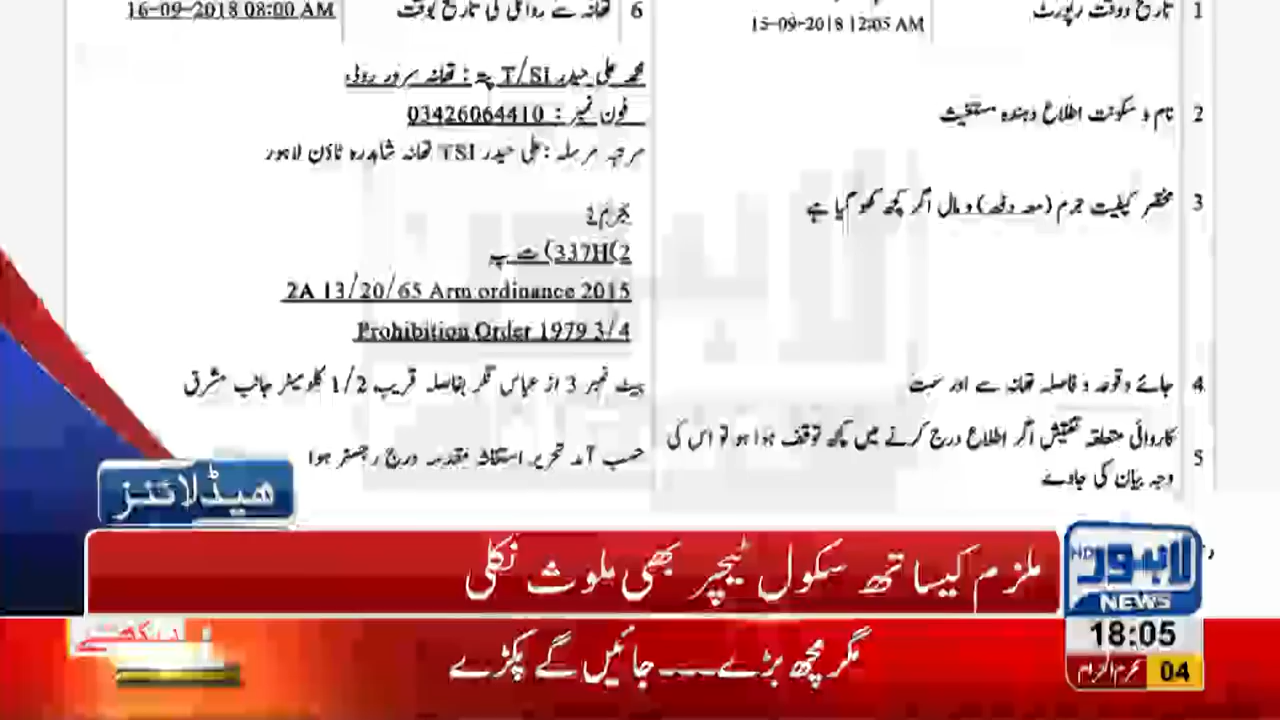 1 تاریخ و وقت رپورٹ
15-09-2018 12:05 AM
6 تھانہ سے روانگی کی تاریخ و وقت
16-09-2018 08:00 AM
2 نام و سکونت اطلاع دہندہ مستغیث
محمد علی حیدر T/SI پتہ : تھانہ سرور روڈ
فون نمبر : 03426064410
مرتبہ مرسلہ : علی حیدر TSI تھانہ شاہدرہ ٹاؤن لاہور
3 مختصر کیفیت جرم (معہ دفعہ) و مال اگر کچھ کھو گیا ہے
جرم:
337H(2) ت پ
2A 13/20/65 Arm ordinance 2015
Prohibition Order 1979 3/4
4 جائے وقوعہ و فاصلہ تھانہ سے اور سمت
بیٹ نمبر 3 از عباس نگر بفاصلہ قریب 1/2 کلومیٹر جانب مشرق
5 کاروائی متعلقہ تفتیش اگر اطلاع درج کرنے میں کچھ توقف ہوا ہو تو اس کی
وجہ بیان کی جاوے
حسب آمد تحریر استغاثہ مقدمہ درج رجسٹر ہوا
ھیڈلائنز
ملزم کیساتھ سکول ٹیچر بھی ملوث نکلی
لاہور
NEWS
18:05
مگرمچھ بڑے۔۔۔ جائیں گے پکڑے
محرم الحرام 04